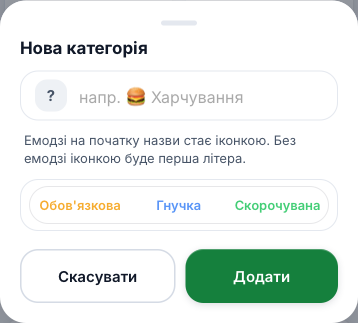 Нова категорія
? напр. 🍔 Харчування
Емодзі на початку назви стає іконкою. Без
емодзі іконкою буде перша літера.
Обов'язкова Гнучка Скорочувана
Скасувати Додати